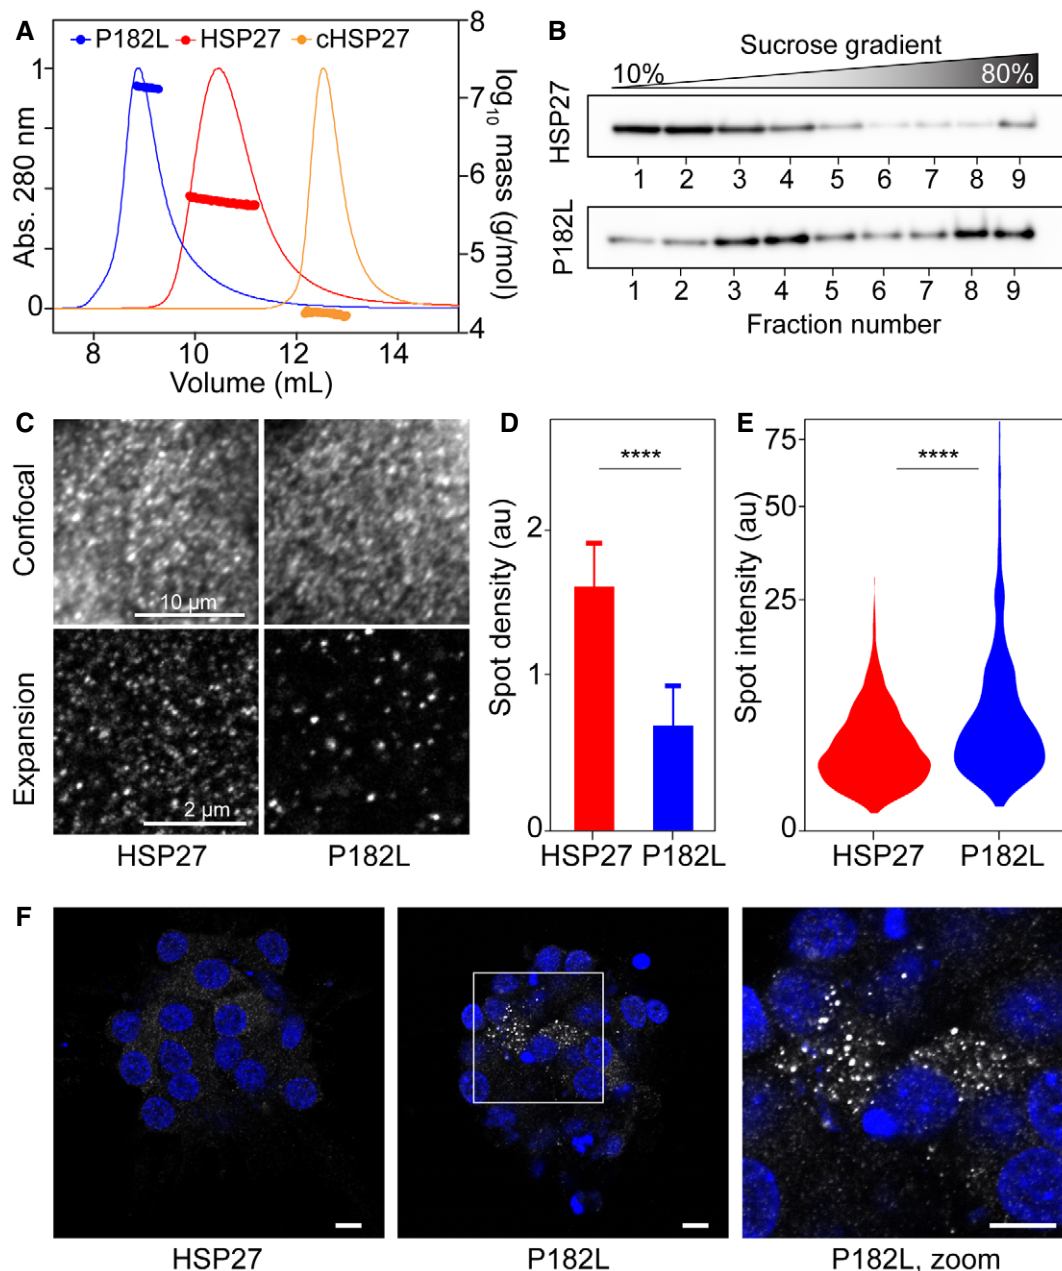 A
P182L HSP27 cHSP27
1
0
Abs. 280 nm
8
7
6
5
4
log10 mass (g/mol)
8 10 12 14
Volume (mL)
B
Sucrose gradient
10% 80%
HSP27
1 2 3 4 5 6 7 8 9
P182L
1 2 3 4 5 6 7 8 9
Fraction number
C
Confocal
10 µm
Expansion
2 µm
HSP27 P182L
D
****
Spot density (au)
2
1
0
HSP27 P182L
E
****
Spot intensity (au)
75
50
25
0
HSP27 P182L
F
HSP27 P182L P182L, zoom